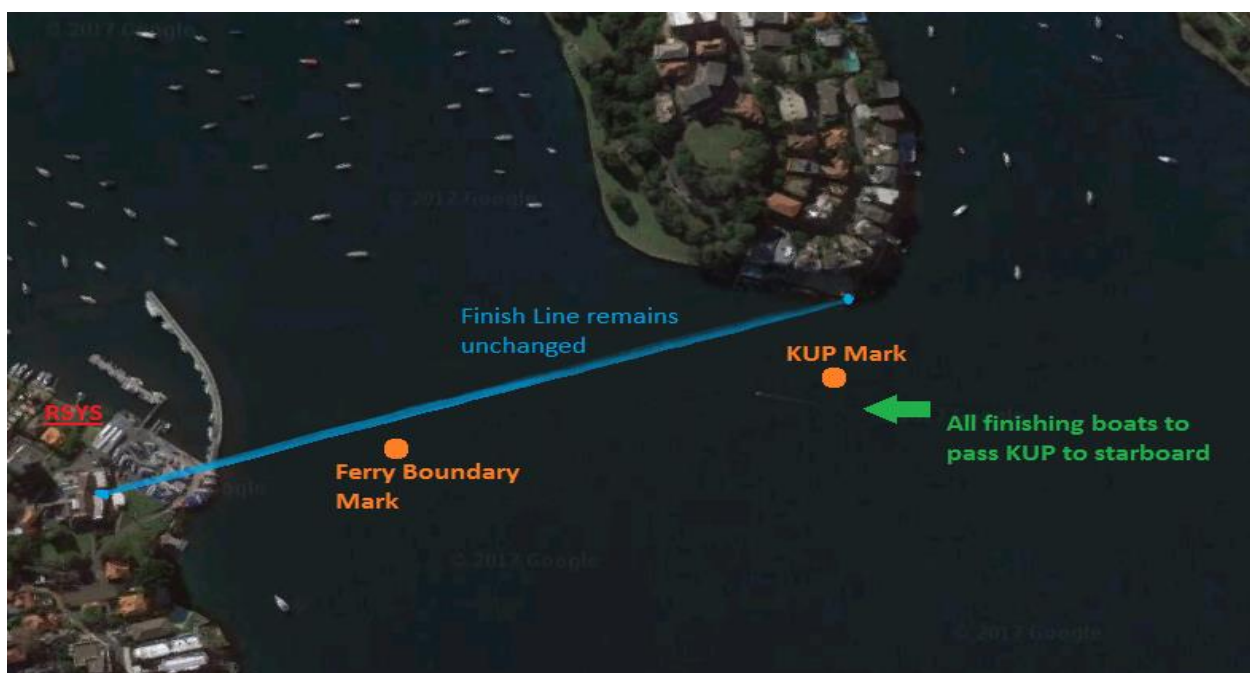 © 2017 Google
© 2017 Google
Finish Line remains
unchanged
KUP Mark
RSYS
All finishing boats to
pass KUP to starboard
Ferry Boundary
Mark
© 2017 Google
© 2017 Google